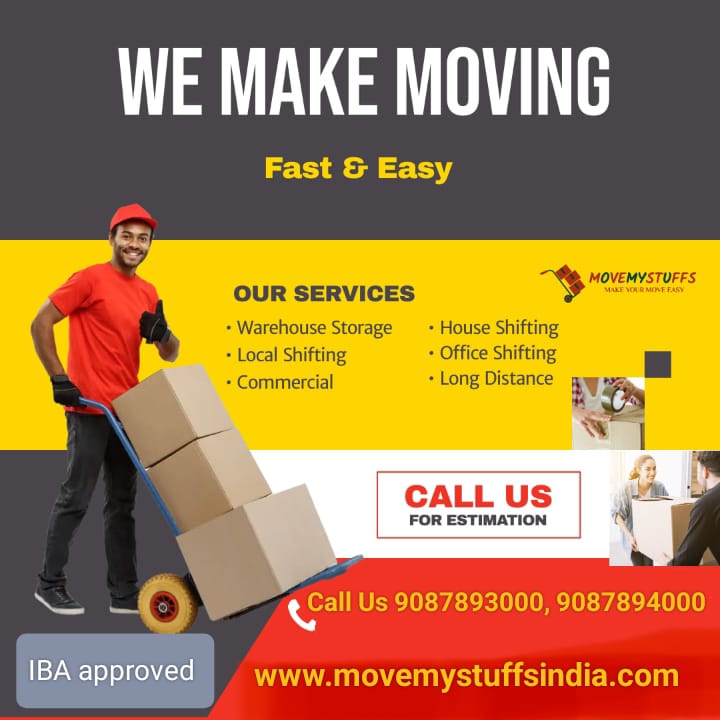 WE MAKE MOVING
Fast & Easy
MOVEMYSTUFFS
MAKE YOUR MOVE EASY
OUR SERVICES
• Warehouse Storage
• Local Shifting
• Commercial
• House Shifting
• Office Shifting
• Long Distance
CALL US
FOR ESTIMATION
Call Us 9087893000, 9087894000
IBA approved
www.movemystuffsindia.com